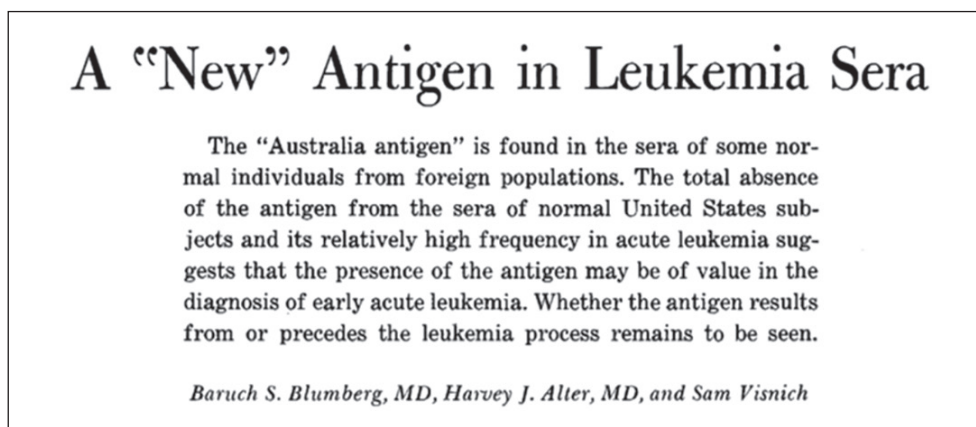 A “New” Antigen in Leukemia Sera
The “Australia antigen” is found in the sera of some nor-
mal individuals from foreign populations. The total absence
of the antigen from the sera of normal United States sub-
jects and its relatively high frequency in acute leukemia sug-
gests that the presence of the antigen may be of value in the
diagnosis of early acute leukemia. Whether the antigen results
from or precedes the leukemia process remains to be seen.
Baruch S. Blumberg, MD, Harvey J. Alter, MD, and Sam Visnich